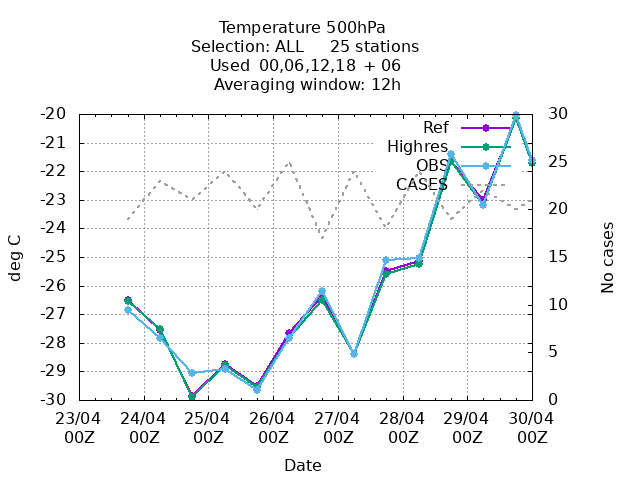 Temperature 500hPa
Selection: ALL 25 stations
Used 00,06,12,18 + 06
Averaging window: 12h
-20
-21
-22
-23
-24
-25
-26
-27
-28
-29
-30
30
25
20
15
10
5
0
Ref
Highres
OBS
CASES
deg C
No cases
23/04 24/04 25/04 26/04 27/04 28/04 29/04 30/04
00Z 00Z 00Z 00Z 00Z 00Z 00Z 00Z
Date